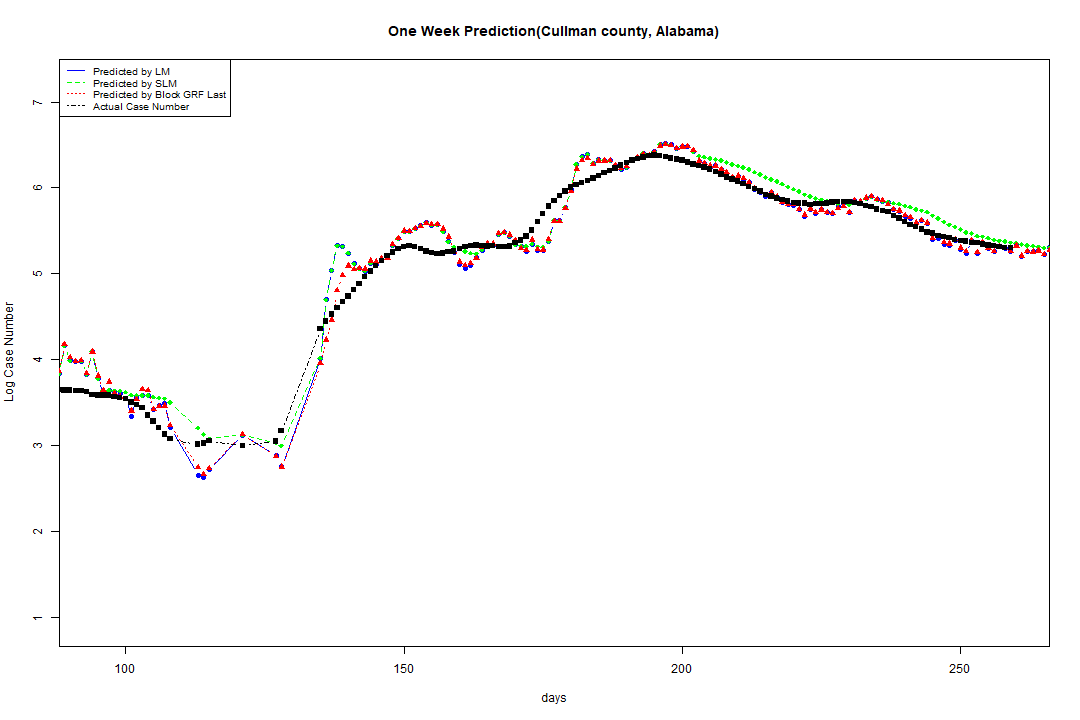 One Week Prediction(Cullman county, Alabama)
Predicted by LM
Predicted by SLM
Predicted by Block GRF Last
Actual Case Number
7
6
5
4
3
2
1
Log Case Number
100
150
200
250
days